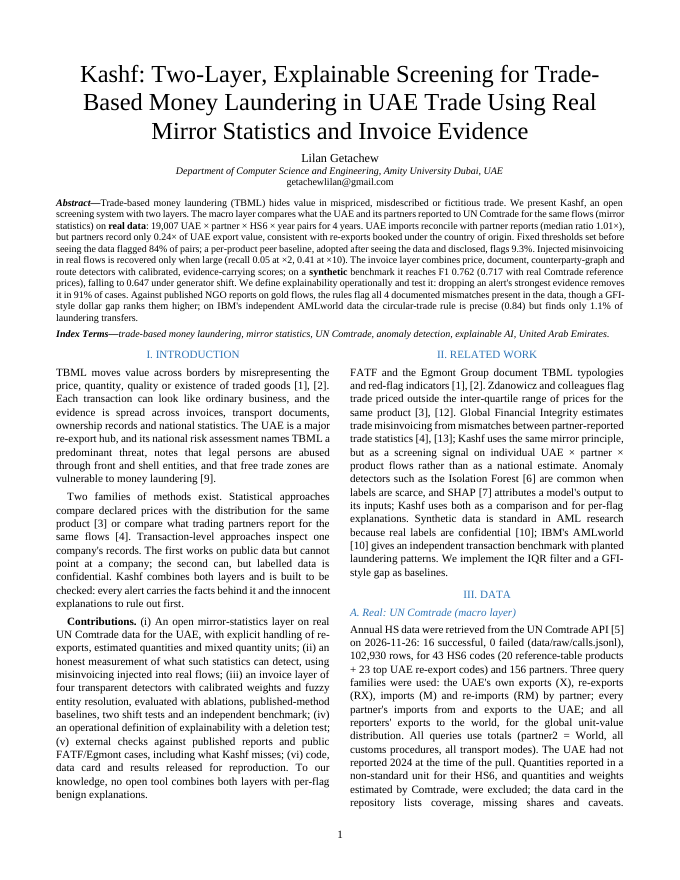 Kashf: Two-Layer, Explainable Screening for Trade-
Based Money Laundering in UAE Trade Using Real
Mirror Statistics and Invoice Evidence
Lilan Getachew
Department of Computer Science and Engineering, Amity University Dubai, UAE
getachewlilan@gmail.com
Abstract—Trade-based money laundering (TBML) hides value in mispriced, misdescribed or fictitious trade. We present Kashf, an open
screening system with two layers. The macro layer compares what the UAE and its partners reported to UN Comtrade for the same flows (mirror
statistics) on real data: 19,007 UAE × partner × HS6 × year pairs for 4 years. UAE imports reconcile with partner reports (median ratio 1.01×),
but partners record only 0.24× of UAE export value, consistent with re-exports booked under the country of origin. Fixed thresholds set before
seeing the data flagged 84% of pairs; a per-product peer baseline, adopted after seeing the data and disclosed, flags 9.3%. Injected misinvoicing
in real flows is recovered only when large (recall 0.05 at ×2, 0.41 at ×10). The invoice layer combines price, document, counterparty-graph and
route detectors with calibrated, evidence-carrying scores; on a synthetic benchmark it reaches F1 0.762 (0.717 with real Comtrade reference
prices), falling to 0.647 under generator shift. We define explainability operationally and test it: dropping an alert's strongest evidence removes
it in 91% of cases. Against published NGO reports on gold flows, the rules flag all 4 documented mismatches present in the data, though a GFI-
style dollar gap ranks them higher; on IBM's independent AMLworld data the circular-trade rule is precise (0.84) but finds only 1.1% of
laundering transfers.
Index Terms—trade-based money laundering, mirror statistics, UN Comtrade, anomaly detection, explainable AI, United Arab Emirates.
I. INTRODUCTION
TBML moves value across borders by misrepresenting the
price, quantity, quality or existence of traded goods [1], [2].
Each transaction can look like ordinary business, and the
evidence is spread across invoices, transport documents,
ownership records and national statistics. The UAE is a major
re-export hub, and its national risk assessment names TBML a
predominant threat, notes that legal persons are abused
through front and shell entities, and that free trade zones are
vulnerable to money laundering [9].
Two families of methods exist. Statistical approaches
compare declared prices with the distribution for the same
product [3] or compare what trading partners report for the
same flows [4]. Transaction-level approaches inspect one
company's records. The first works on public data but cannot
point at a company; the second can, but labelled data is
confidential. Kashf combines both layers and is built to be
checked: every alert carries the facts behind it and the innocent
explanations to rule out first.
Contributions. (i) An open mirror-statistics layer on real
UN Comtrade data for the UAE, with explicit handling of re-
exports, estimated quantities and mixed quantity units; (ii) an
honest measurement of what such statistics can detect, using
misinvoicing injected into real flows; (iii) an invoice layer of
four transparent detectors with calibrated weights and fuzzy
entity resolution, evaluated with ablations, published-method
baselines, two shift tests and an independent benchmark; (iv)
an operational definition of explainability with a deletion test;
(v) external checks against published reports and public
FATF/Egmont cases, including what Kashf misses; (vi) code,
data card and results released for reproduction. To our
knowledge, no open tool combines both layers with per-flag
benign explanations.
II. RELATED WORK
FATF and the Egmont Group document TBML typologies
and red-flag indicators [1], [2]. Zdanowicz and colleagues flag
trade priced outside the inter-quartile range of prices for the
same product [3], [12]. Global Financial Integrity estimates
trade misinvoicing from mismatches between partner-reported
trade statistics [4], [13]; Kashf uses the same mirror principle,
but as a screening signal on individual UAE × partner ×
product flows rather than as a national estimate. Anomaly
detectors such as the Isolation Forest [6] are common when
labels are scarce, and SHAP [7] attributes a model's output to
its inputs; Kashf uses both as a comparison and for per-flag
explanations. Synthetic data is standard in AML research
because real labels are confidential [10]; IBM's AMLworld
[10] gives an independent transaction benchmark with planted
laundering patterns. We implement the IQR filter and a GFI-
style gap as baselines.
III. DATA
A. Real: UN Comtrade (macro layer)
Annual HS data were retrieved from the UN Comtrade API [5]
on 2026-11-26: 16 successful, 0 failed (data/raw/calls.jsonl),
102,930 rows, for 43 HS6 codes (20 reference-table products
+ 23 top UAE re-export codes) and 156 partners. Three query
families were used: the UAE's own exports (X), re-exports
(RX), imports (M) and re-imports (RM) by partner; every
partner's imports from and exports to the UAE; and all
reporters' exports to the world, for the global unit-value
distribution. All queries use totals (partner2 = World, all
customs procedures, all transport modes). The UAE had not
reported 2024 at the time of the pull. Quantities reported in a
non-standard unit for their HS6, and quantities and weights
estimated by Comtrade, were excluded; the data card in the
repository lists coverage, missing shares and caveats.
1